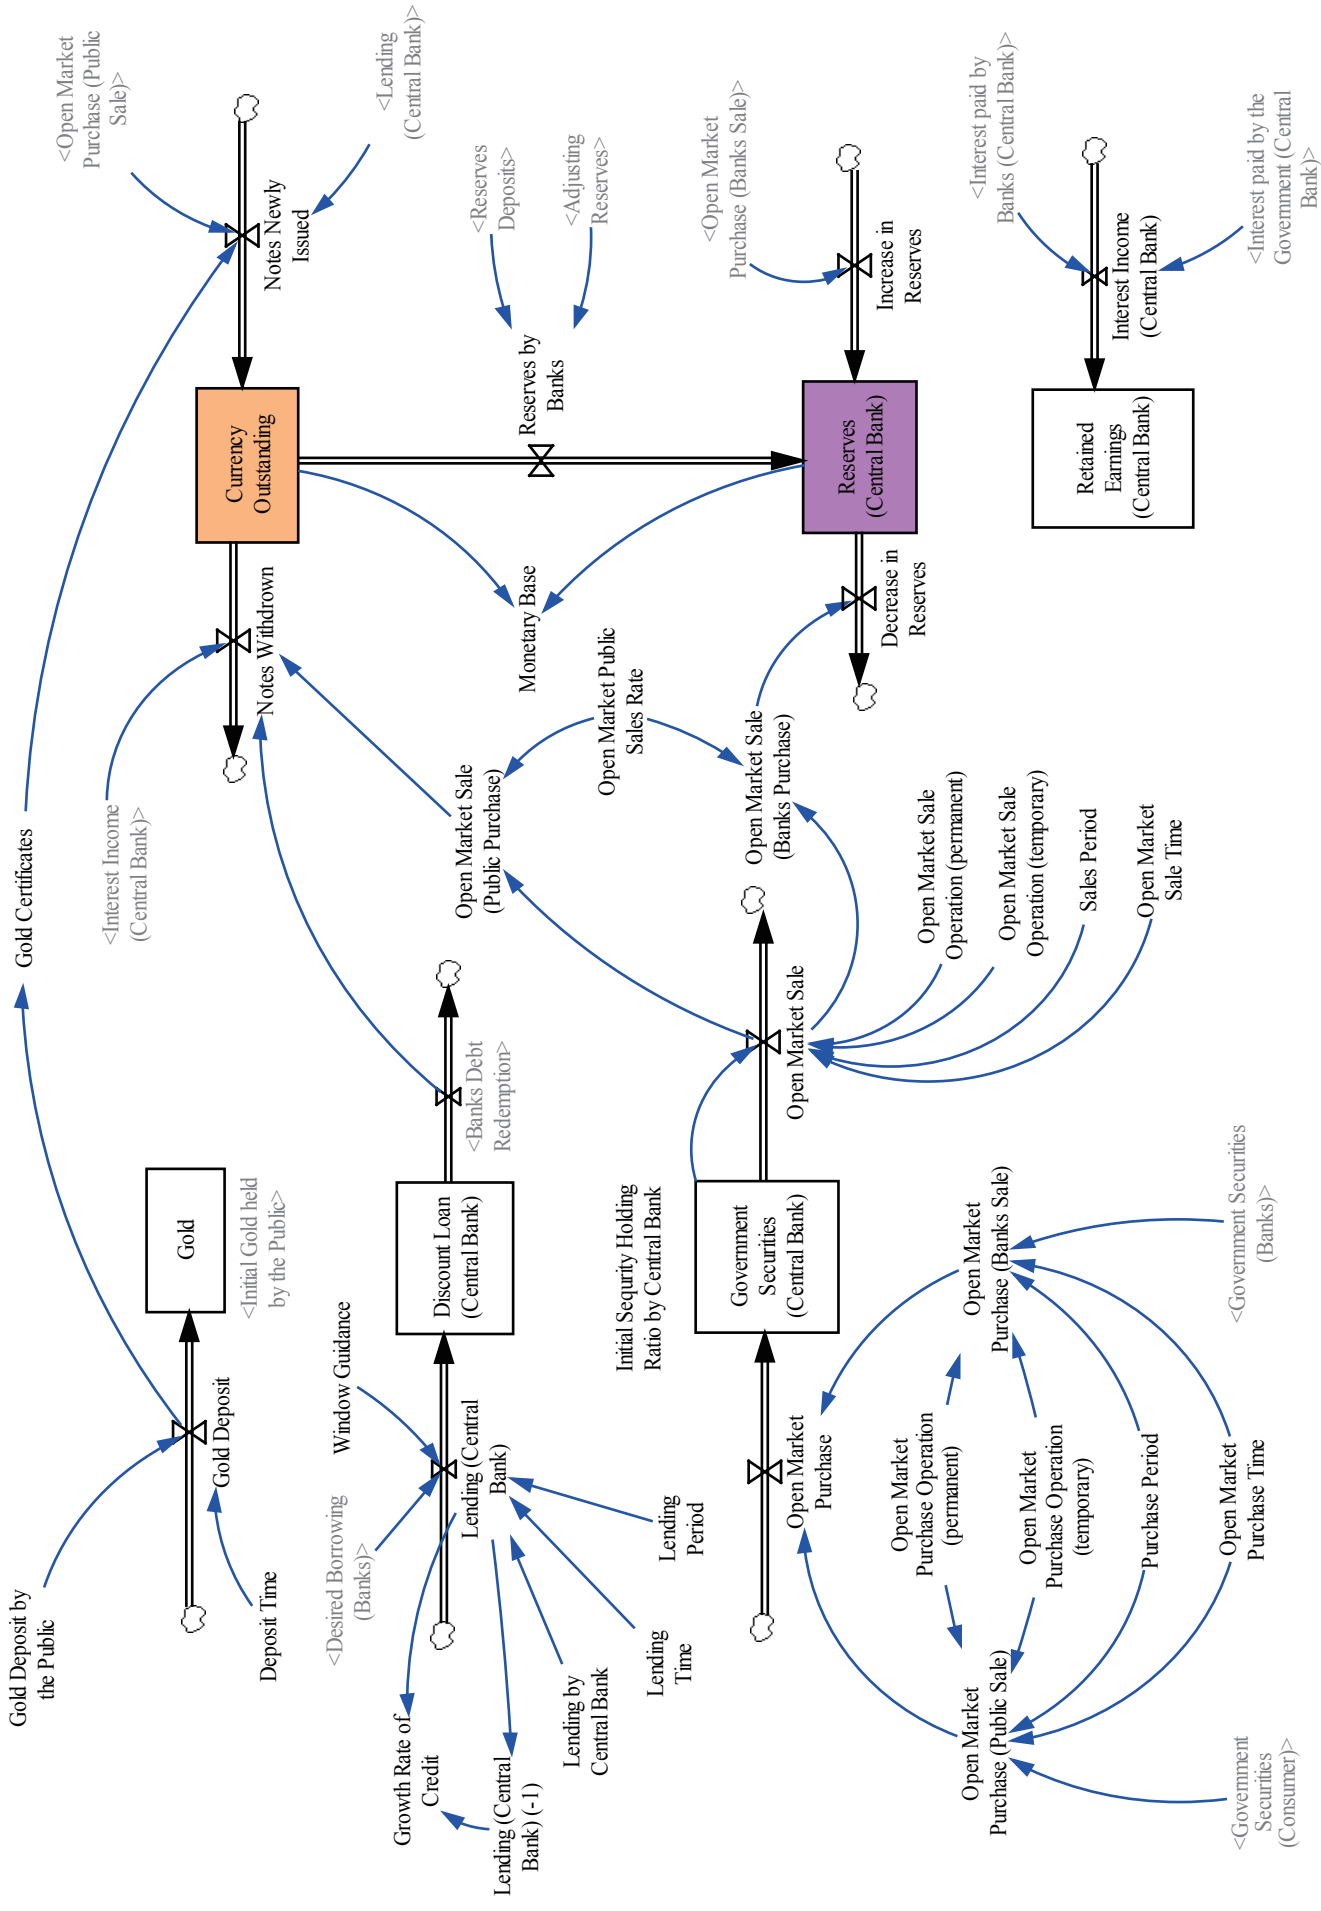 Gold Deposit by
the Public
Deposit Time
Gold Deposit
Gold
<Initial Gold held
by the Public>
Gold Certificates
<Interest Income
(Central Bank)>
Notes Withdrown
Currency
Outstanding
Notes Newly
Issued
<Open Market
Purchase (Public
Sale)>
<Lending
(Central Bank)>
Growth Rate of
Credit
Lending (Central
Bank) (-1)
Lending by
Central Bank
Lending
Time
Lending
Period
<Desired Borrowing
(Banks)>
Window Guidance
Lending (Central
Bank)
Discount Loan
(Central Bank)
<Banks Debt
Redemption>
Open Market Sale
(Public Purchase)
Monetary Base
Open Market Public
Sales Rate
Reserves by
Banks
<Reserves
Deposits>
<Adjusting
Reserves>
Initial Sequrity Holding
Ratio by Central Bank
Open Market
Purchase
Government
Securities
(Central Bank)
Open Market Sale
Open Market Sale
(Banks Purchase)
Decrease in
Reserves
Reserves
(Central Bank)
Increase in
Reserves
<Open Market
Purchase (Banks Sale)>
Open Market
Purchase (Public Sale)
Open Market
Purchase Operation
(permanent)
Open Market
Purchase Operation
(temporary)
Purchase Period
Open Market
Purchase Time
Open Market
Purchase (Banks Sale)
<Government
Securities
(Consumer)>
<Government Securities
(Banks)>
Open Market Sale
Operation (permanent)
Open Market Sale
Operation (temporary)
Sales Period
Open Market
Sale Time
Retained
Earnings
(Central Bank)
Interest Income
(Central Bank)
<Interest paid by
Banks (Central Bank)>
<Interest paid by the
Government (Central
Bank)>